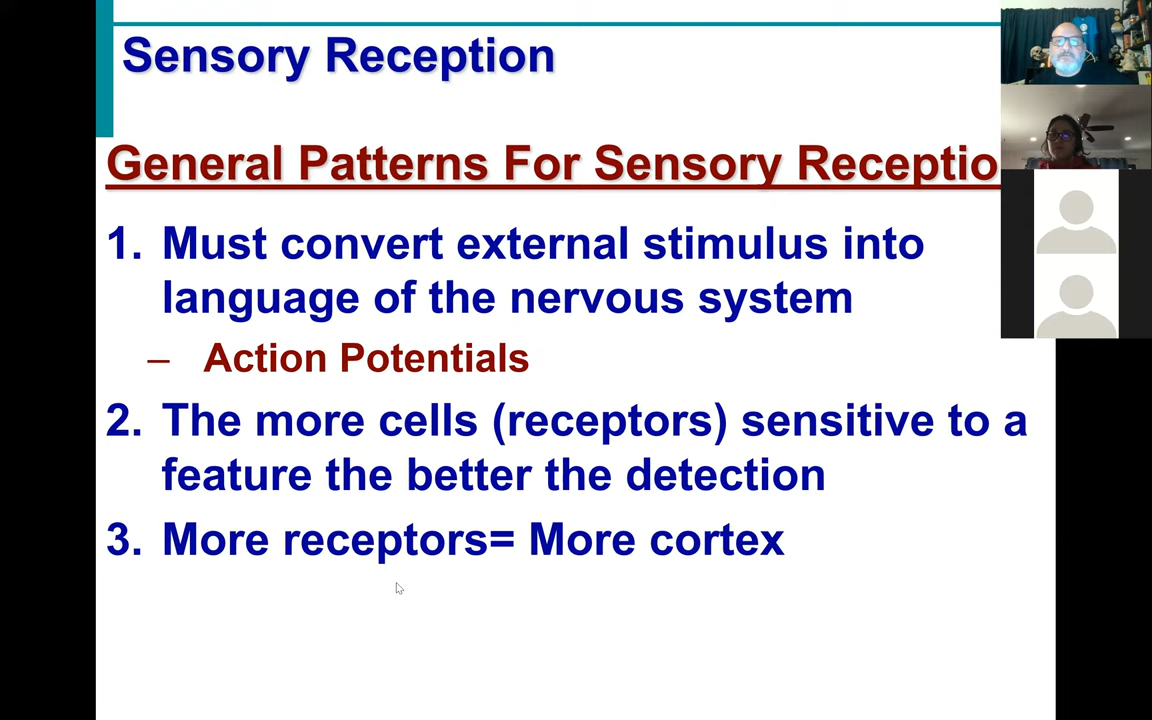 Sensory Reception
General Patterns For Sensory Receptio
1. Must convert external stimulus into
language of the nervous system
– Action Potentials
2. The more cells (receptors) sensitive to a
feature the better the detection
3. More receptors= More cortex